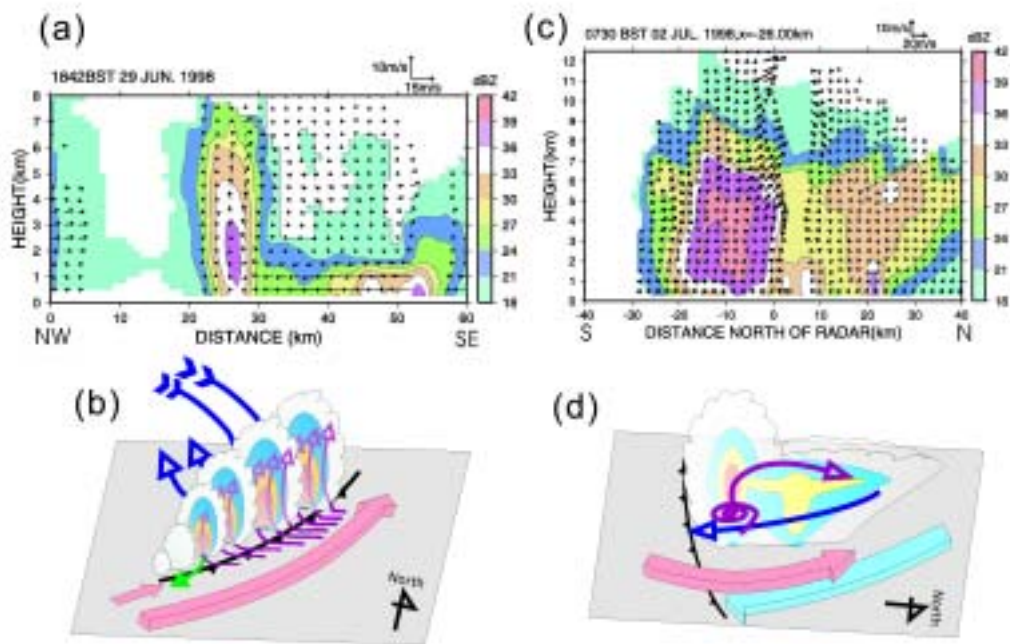 (a)
1842BST 29 JUN. 1998
10m/s
15m/s
dBZ
8
7
6
5
4
3
2
1
0
HEIGHT(km)
42
39
36
33
30
27
24
21
18
0 10 20 30 40 50 60
NW DISTANCE (km) SE
(c)
0730 BST 02 JUL. 1998,x=-26.00km
10m/s
20m/s
dBZ
12
11
10
9
8
7
6
5
4
3
2
1
0
HEIGHT(km)
42
39
36
33
30
27
24
21
18
-40 -30 -20 -10 0 10 20 30 40
S DISTANCE NORTH OF RADAR(km) N
(b)
North
(d)
North